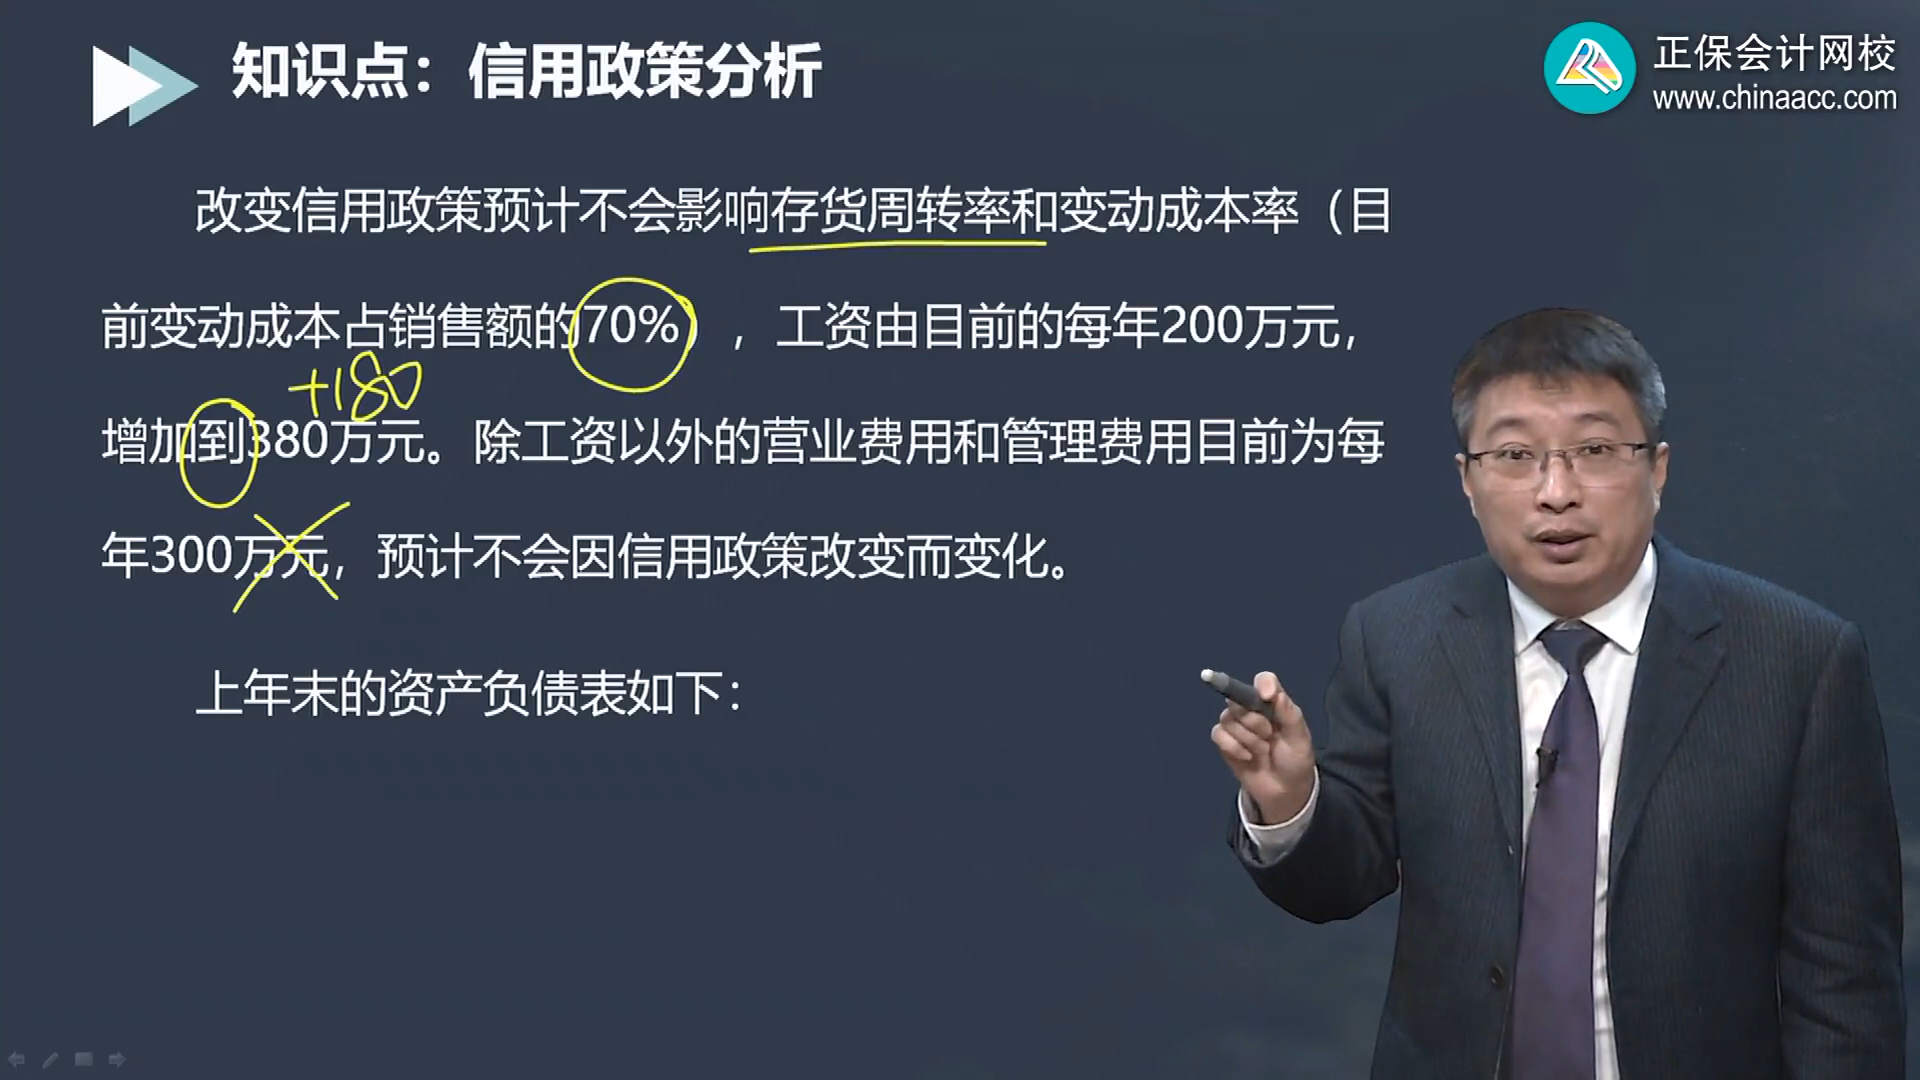 知识点：信用政策分析
正保会计网校
www.chinaacc.com
改变信用政策预计不会影响存货周转率和变动成本率（目
前变动成本占销售额的70%），工资由目前的每年200万元，
+180
增加到380万元。除工资以外的营业费用和管理费用目前为每
年300万元，预计不会因信用政策改变而变化。
上年末的资产负债表如下：